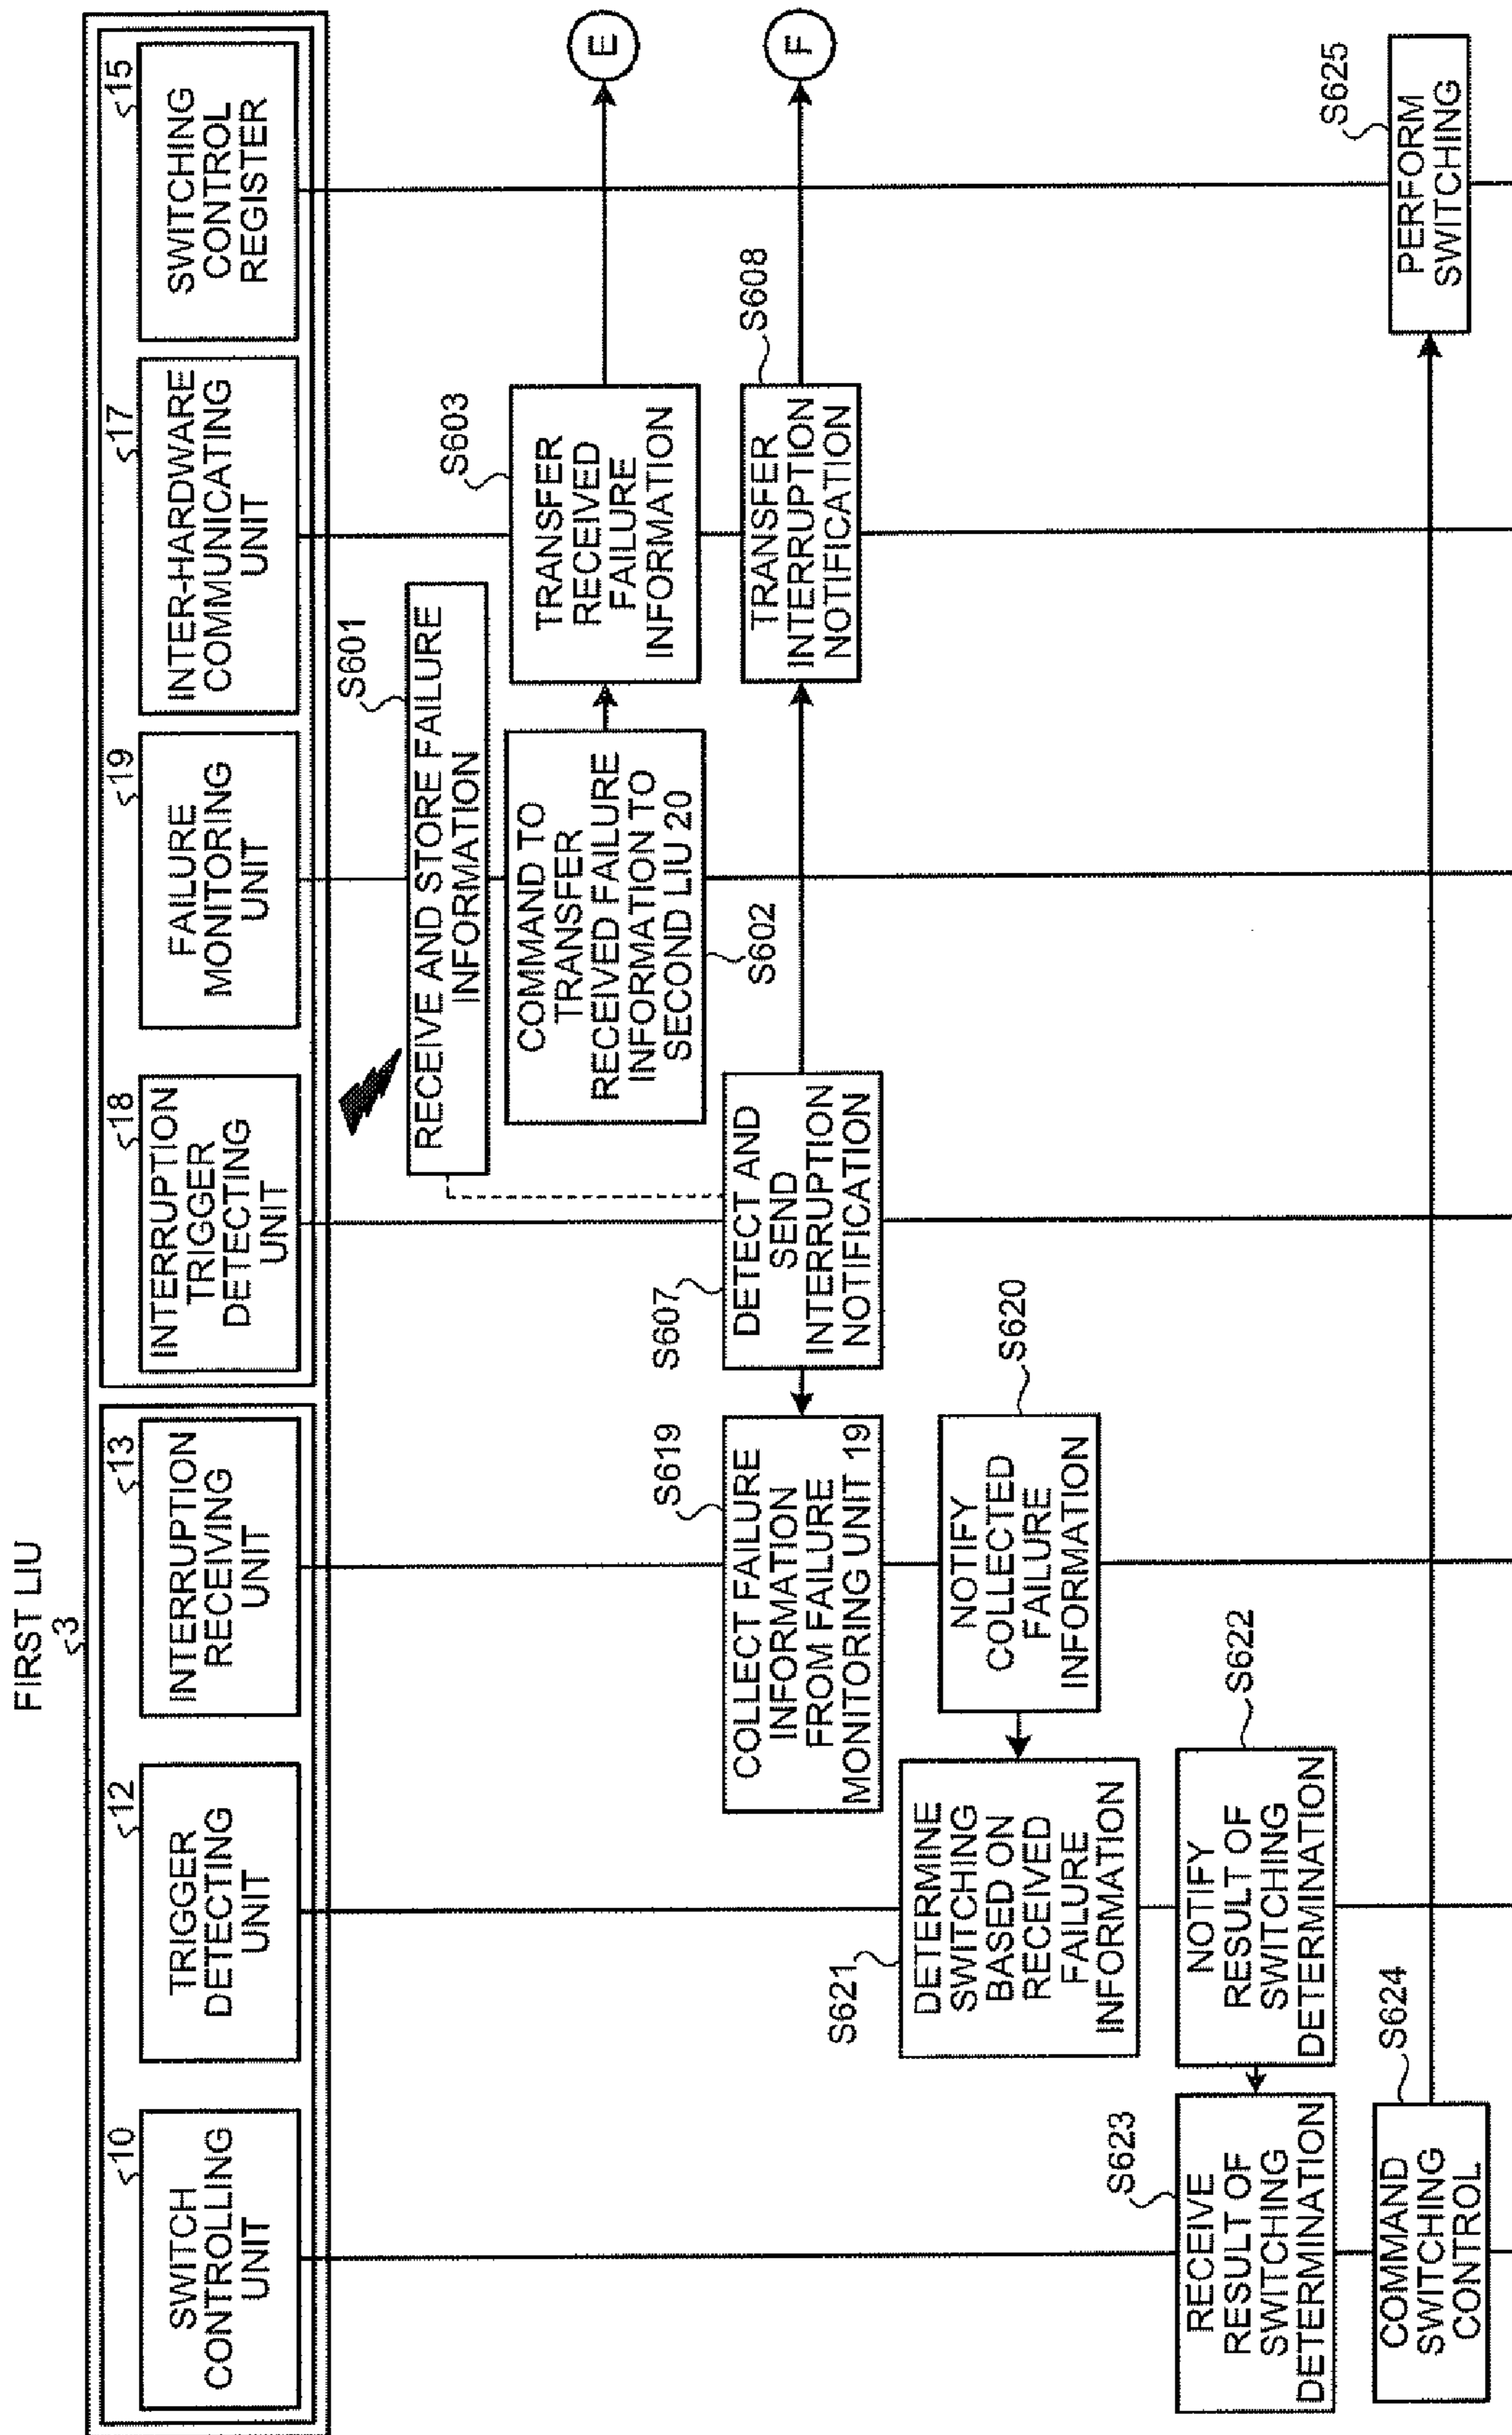 FIRST LIU
3
10
SWITCH
CONTROLLING
UNIT
12
TRIGGER
DETECTING
UNIT
13
INTERRUPTION
RECEIVING
UNIT
18
INTERRUPTION
TRIGGER
DETECTING
UNIT
19
FAILURE
MONITORING
UNIT
17
INTER-HARDWARE
COMMUNICATING
UNIT
15
SWITCHING
CONTROL
REGISTER
S601
RECEIVE AND STORE FAILURE
INFORMATION
COMMAND TO
TRANSFER
RECEIVED FAILURE
INFORMATION TO
SECOND LIU 20
S602
S603
TRANSFER
RECEIVED
FAILURE
INFORMATION
E
S607
DETECT AND
SEND
INTERRUPTION
NOTIFICATION
S608
TRANSFER
INTERRUPTION
NOTIFICATION
F
S619
COLLECT FAILURE
INFORMATION
FROM FAILURE
MONITORING UNIT 19
S620
NOTIFY
COLLECTED
FAILURE
INFORMATION
S621
DETERMINE
SWITCHING
BASED ON
RECEIVED
FAILURE
INFORMATION
S622
NOTIFY
RESULT OF
SWITCHING
DETERMINATION
S623
RECEIVE
RESULT OF
SWITCHING
DETERMINATION
S624
COMMAND
SWITCHING
CONTROL
S625
PERFORM
SWITCHING